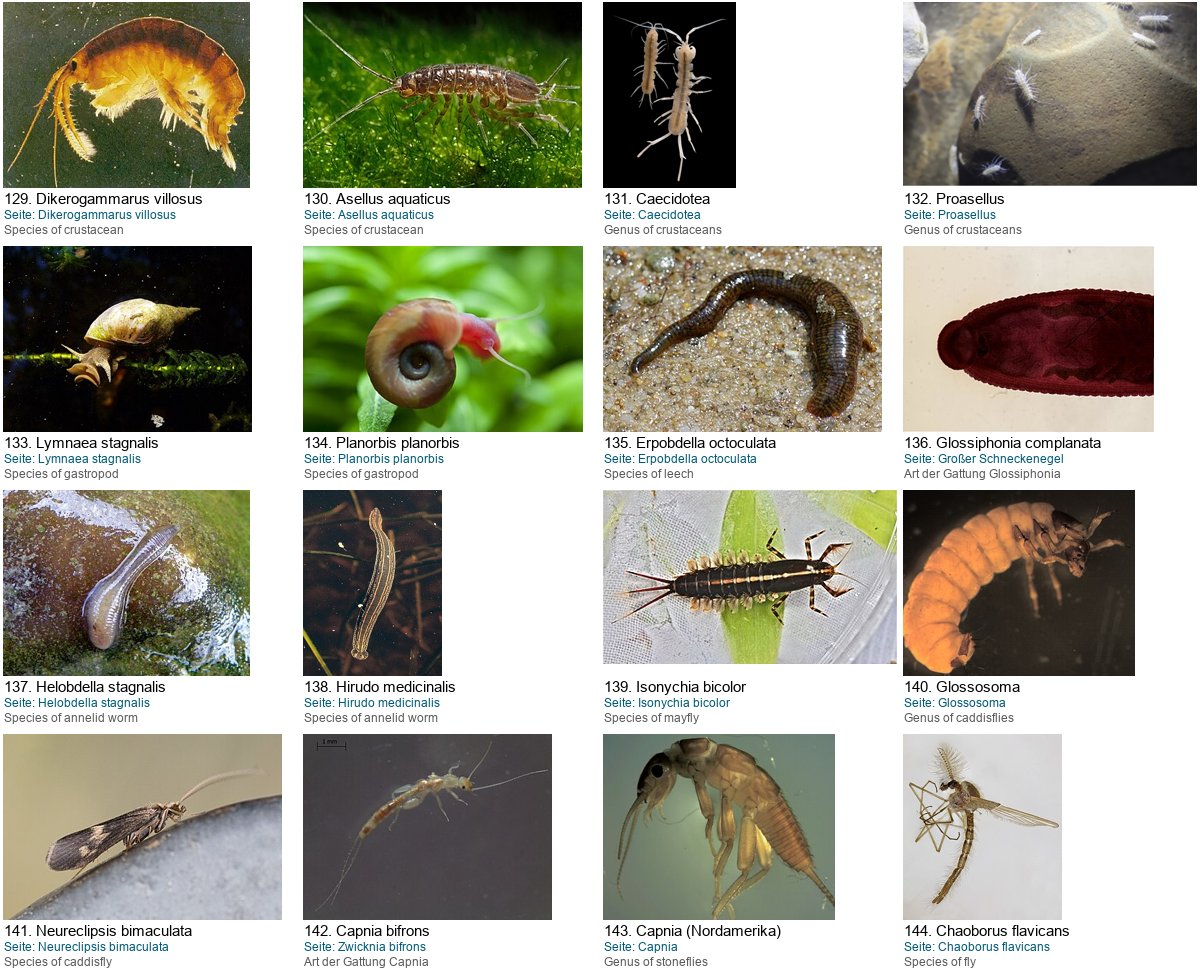 129. Dikerogammarus villosus
Seite: Dikerogammarus villosus
Species of crustacean
130. Asellus aquaticus
Seite: Asellus aquaticus
Species of crustacean
131. Caecidotea
Seite: Caecidotea
Genus of crustaceans
132. Proasellus
Seite: Proasellus
Genus of crustaceans
133. Lymnaea stagnalis
Seite: Lymnaea stagnalis
Species of gastropod
134. Planorbis planorbis
Seite: Planorbis planorbis
Species of gastropod
135. Erpobdella octoculata
Seite: Erpobdella octoculata
Species of leech
136. Glossiphonia complanata
Seite: Großer Schneckenegel
Art der Gattung Glossiphonia
137. Helobdella stagnalis
Seite: Helobdella stagnalis
Species of annelid worm
138. Hirudo medicinalis
Seite: Hirudo medicinalis
Species of annelid worm
139. Isonychia bicolor
Seite: Isonychia bicolor
Species of mayfly
140. Glossosoma
Seite: Glossosoma
Genus of caddisflies
141. Neureclipsis bimaculata
Seite: Neureclipsis bimaculata
Species of caddisfly
1 mm
142. Capnia bifrons
Seite: Zwicknia bifrons
Art der Gattung Capnia
143. Capnia (Nordamerika)
Seite: Capnia
Genus of stoneflies
144. Chaoborus flavicans
Seite: Chaoborus flavicans
Species of fly